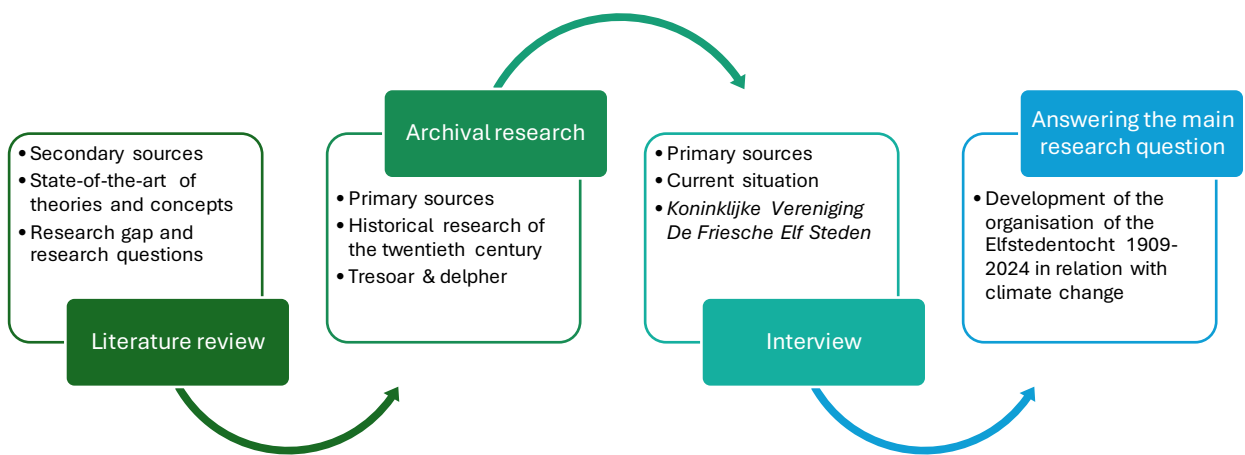 • Secondary sources
• State-of-the-art of
theories and concepts
• Research gap and
research questions
Literature review
Archival research
• Primary sources
• Historical research of
the twentieth century
• Tresoar & delpher
• Primary sources
• Current situation
• Koninklijke Vereniging
De Friesche Elf Steden
Interview
Answering the main
research question
• Development of the
organisation of the
Elfstedentocht 1909-
2024 in relation with
climate change